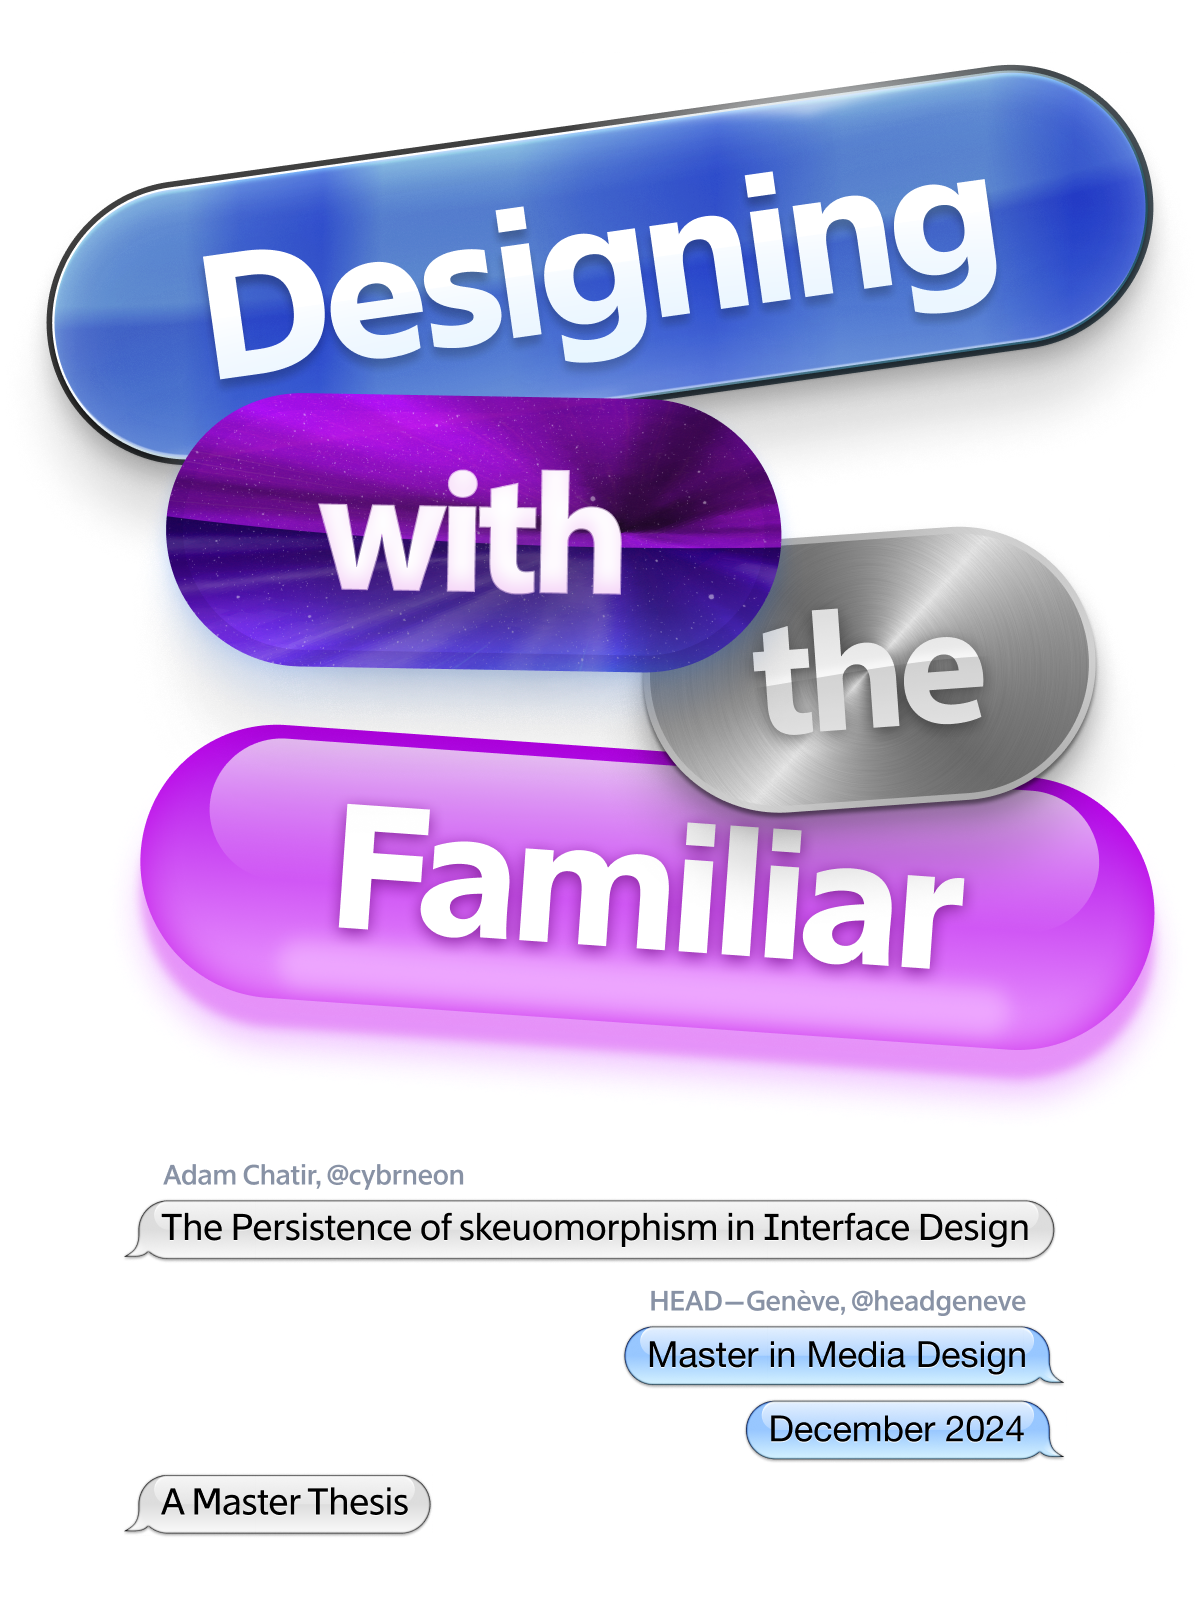 Designing
with
the
Familiar
Adam Chatir, @cybrneon
The Persistence of skeuomorphism in Interface Design
HEAD—Genève, @headgeneve
Master in Media Design
December 2024
A Master Thesis